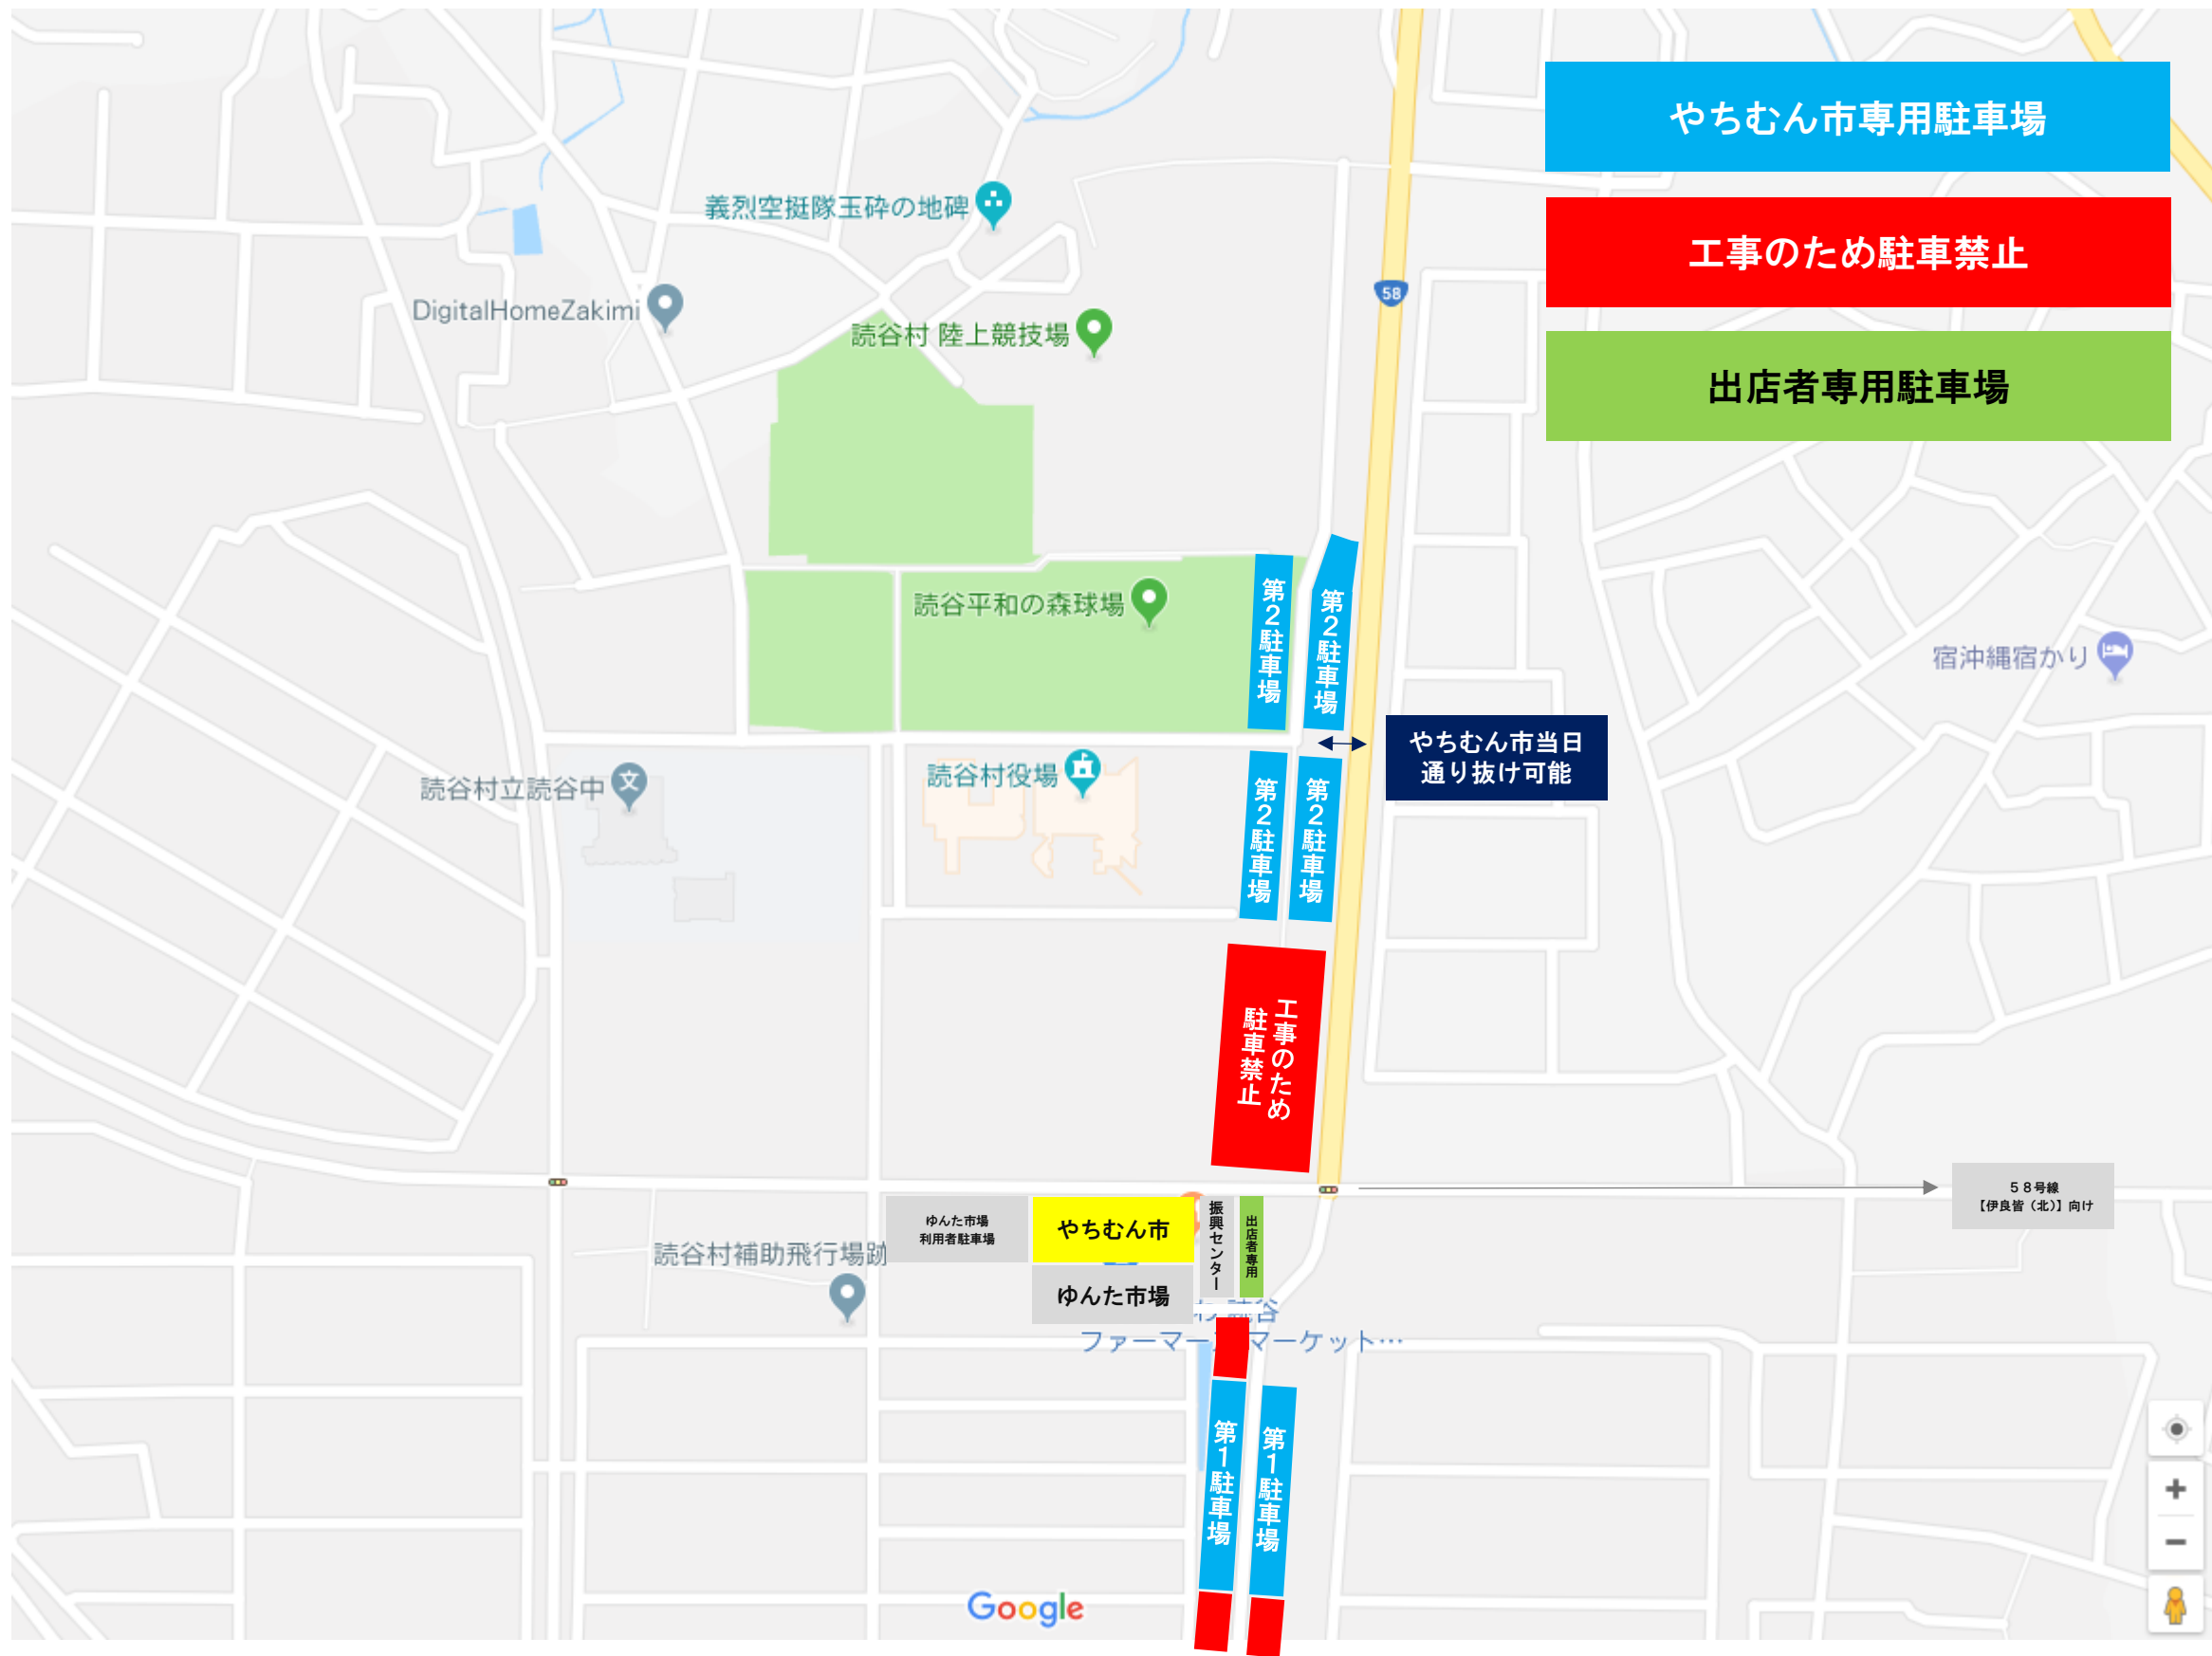 やちむん市専用駐車場
工事のため駐車禁止
出店者専用駐車場
義烈空挺隊玉砕の地碑
58
DigitalHomeZakimi
読谷村 陸上競技場
読谷平和の森球場
第2駐車場
第2駐車場
宿沖縄宿かり
やちむん市当日
通り抜け可能
読谷村立読谷中
文
読谷村役場
第2駐車場
第2駐車場
工事のため
駐車禁止
58号線
【伊良皆（北）】向け
ゆんた市場
利用者駐車場
やちむん市
振興センター
出店者専用
読谷村補助飛行場跡
ゆんた市場
読谷
ファーマー
マーケット…
第1駐車場
第1駐車場
Google